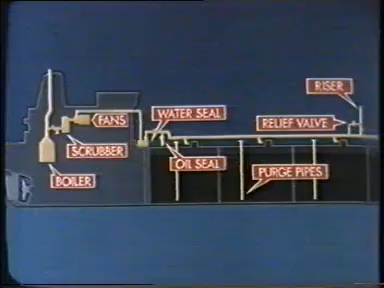 RISER
WATER SEAL
FANS
RELIEF VALVE
SCRUBBER
OIL SEAL
PURGE PIPES
BOILER